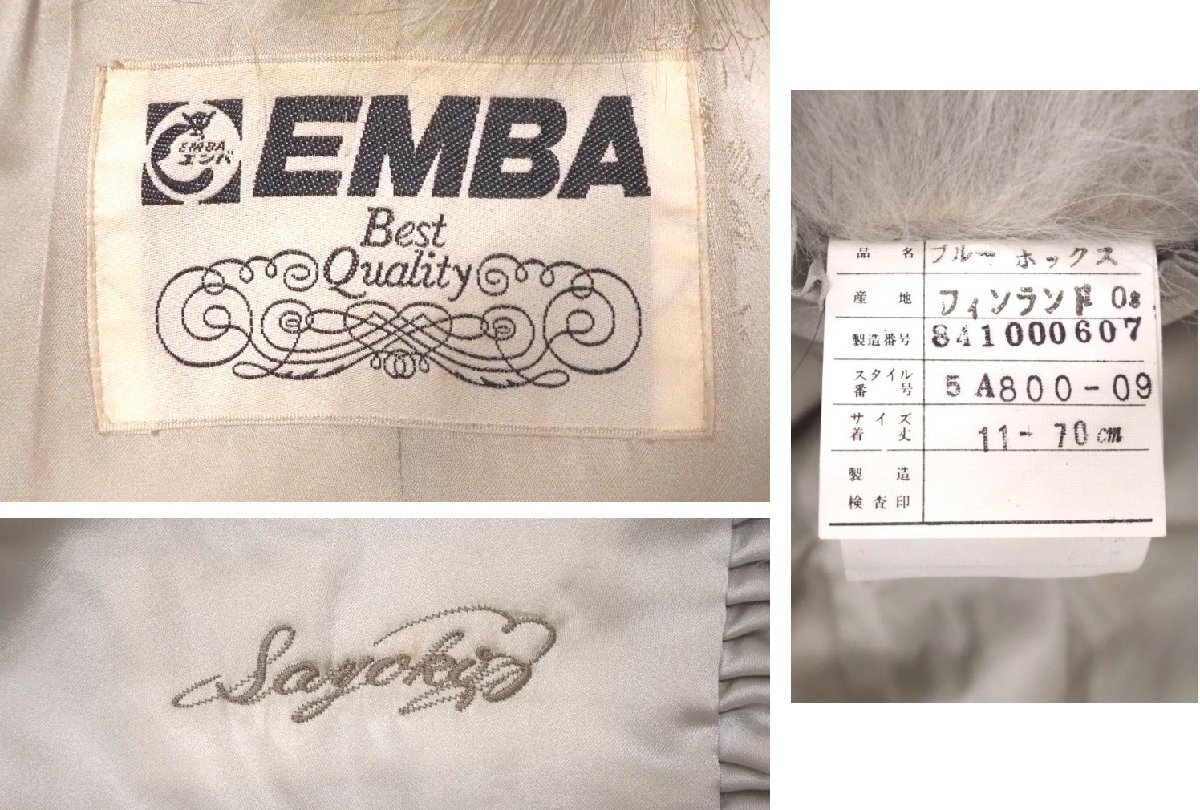 EMBA
エンバ
EMBA
Best
Quality
Sayoki
品名 ブルーホックス
産地 フィンランド 0s
製造番号 841000607
スタイル番号 5A800-09
サイズ着丈 11-70cm
製造
検査印